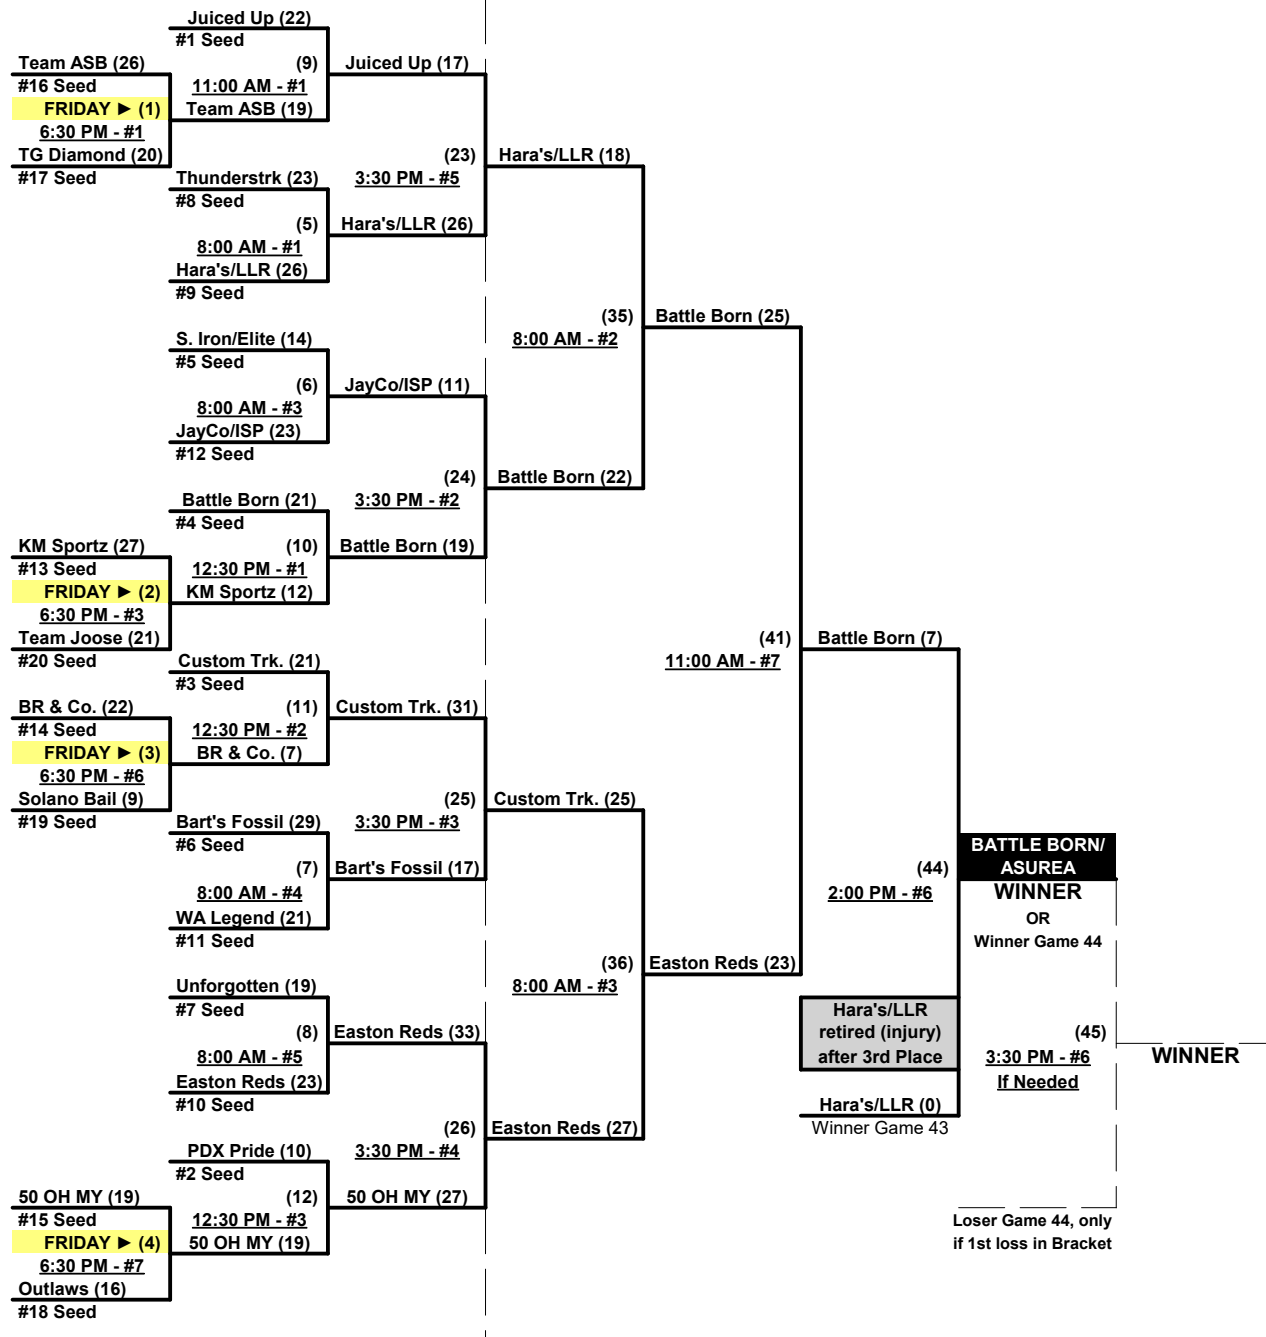 Juiced Up (22)
#1 Seed
Team ASB (26)
(9)
Juiced Up (17)
#16 Seed
11:00 AM - #1
FRIDAY ► (1)
Team ASB (19)
6:30 PM - #1
TG Diamond (20)
(23)
Hara's/LLR (18)
#17 Seed
Thunderstrk (23)
3:30 PM - #5
#8 Seed
(5)
Hara's/LLR (26)
8:00 AM - #1
Hara's/LLR (26)
#9 Seed
(35)
Battle Born (25)
S. Iron/Elite (14)
8:00 AM - #2
#5 Seed
(6)
JayCo/ISP (11)
8:00 AM - #3
JayCo/ISP (23)
#12 Seed
(24)
Battle Born (22)
Battle Born (21)
3:30 PM - #2
#4 Seed
KM Sportz (27)
(10)
Battle Born (19)
#13 Seed
12:30 PM - #1
FRIDAY ► (2)
KM Sportz (12)
6:30 PM - #3
Team Joose (21)
(41)
Battle Born (7)
#20 Seed
Custom Trk. (21)
11:00 AM - #7
#3 Seed
BR & Co. (22)
(11)
Custom Trk. (31)
#14 Seed
12:30 PM - #2
FRIDAY ► (3)
BR & Co. (7)
6:30 PM - #6
Solano Bail (9)
(25)
Custom Trk. (25)
#19 Seed
Bart's Fossil (29)
3:30 PM - #3
#6 Seed
BATTLE BORN/
(7)
Bart's Fossil (17)
(44)
ASUREA
8:00 AM - #4
2:00 PM - #6
WINNER
WA Legend (21)
OR
#11 Seed
Winner Game 44
(36)
Easton Reds (23)
Unforgotten (19)
8:00 AM - #3
#7 Seed
Hara's/LLR
(8)
Easton Reds (33)
retired (injury)
(45)
8:00 AM - #5
after 3rd Place
3:30 PM - #6
WINNER
Easton Reds (23)
If Needed
#10 Seed
Hara's/LLR (0)
(26)
Easton Reds (27)
Winner Game 43
PDX Pride (10)
3:30 PM - #4
#2 Seed
50 OH MY (19)
(12)
50 OH MY (27)
#15 Seed
12:30 PM - #3
Loser Game 44, only
FRIDAY ► (4)
50 OH MY (19)
if 1st loss in Bracket
6:30 PM - #7
Outlaws (16)
#18 Seed